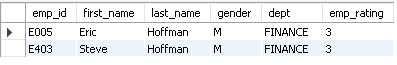 emp_id first_name last_name gender dept emp_rating
E005 Eric Hoffman M FINANCE 3
E403 Steve Hoffman M FINANCE 3